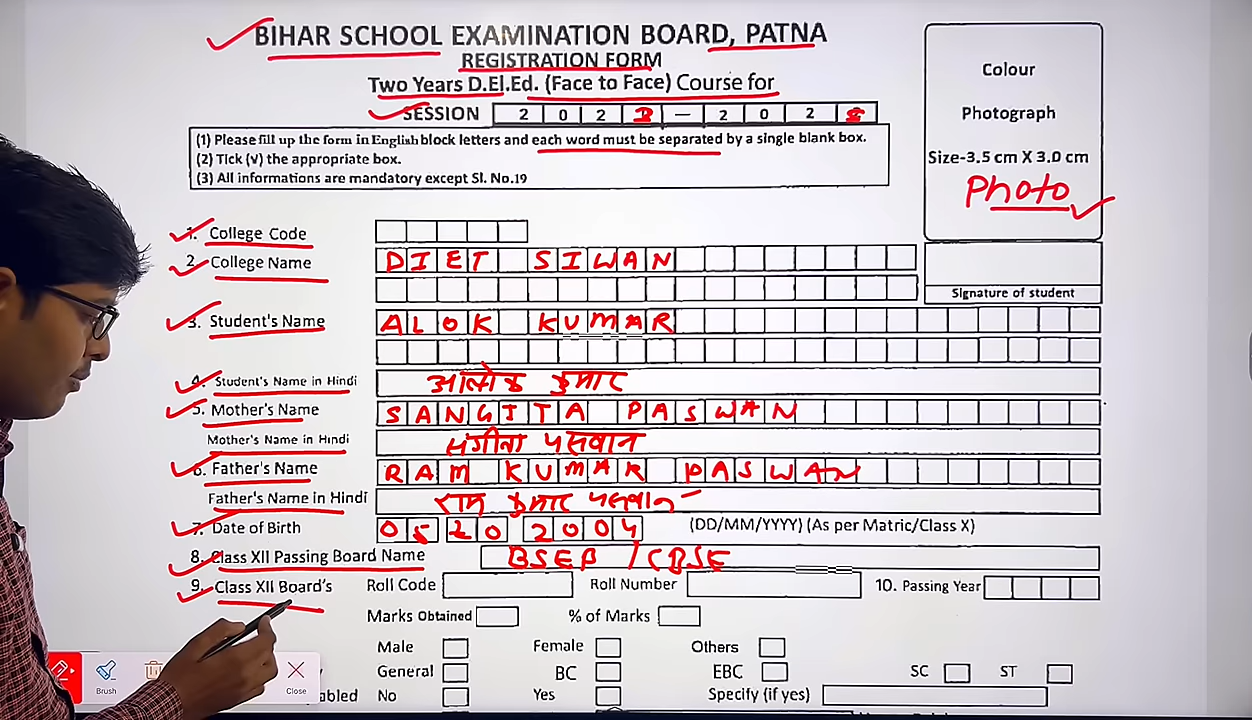 BIHAR SCHOOL EXAMINATION BOARD, PATNA
REGISTRATION FORM
Two Years D.El.Ed. (Face to Face) Course for
SESSION 2 0 2 — 2 0 2
(1) Please fill up the form in English block letters and each word must be separated by a single blank box.
(2) Tick (√) the appropriate box.
(3) All informations are mandatory except Sl. No.19
Colour
Photograph
Size-3.5 cm X 3.0 cm
Photo
Signature of student
1. College Code
2. College Name DIET SIWAN
3. Student's Name ALOK KUMAR
4. Student's Name in Hindi आलोक कुमार
5. Mother's Name SANGITA PASWAN
Mother's Name in Hindi संगीता पासवान
6. Father's Name RAM KUMAR PASWAN
Father's Name in Hindi राम कुमार पासवान
7. Date of Birth 05 20 2004 (DD/MM/YYYY) (As per Matric/Class X)
8. Class XII Passing Board Name BSEB / CBSE
9. Class XII Board's Roll Code Roll Number 10. Passing Year
Marks Obtained % of Marks
Male Female Others
General BC EBC SC ST
abled No Yes Specify (if yes)
Brush Close